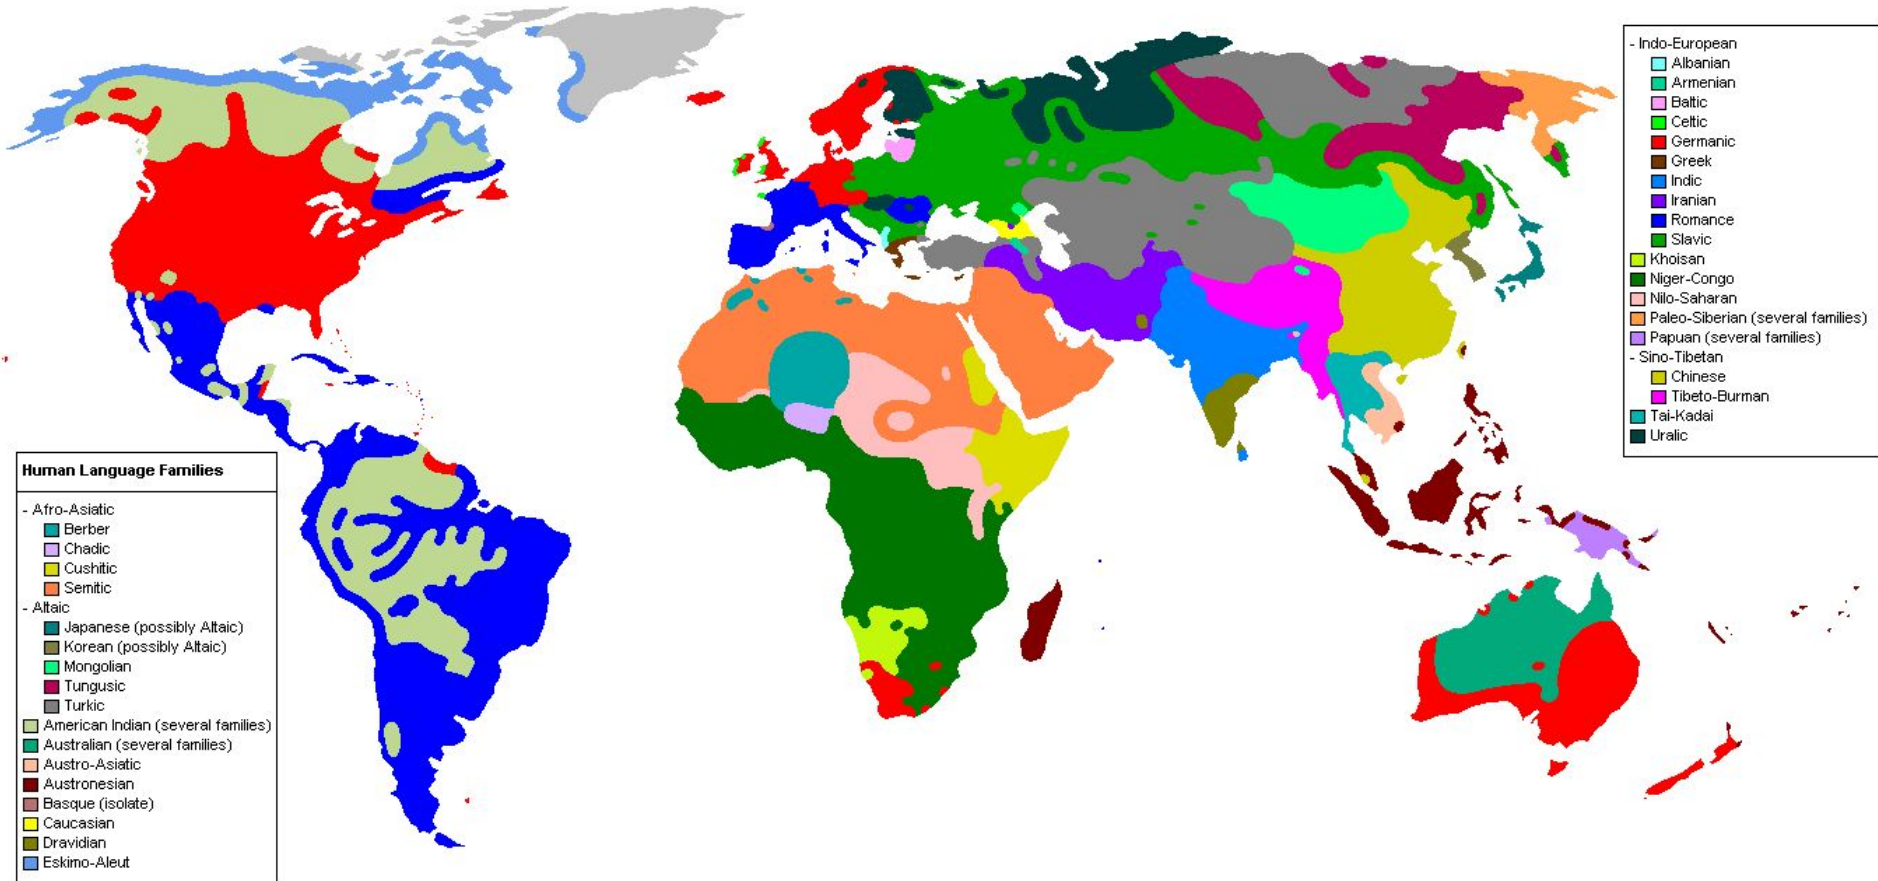 Human Language Families
- Afro-Asiatic
Berber
Chadic
Cushitic
Semitic
- Altaic
Japanese (possibly Altaic)
Korean (possibly Altaic)
Mongolian
Tungusic
Turkic
American Indian (several families)
Australian (several families)
Austro-Asiatic
Austronesian
Basque (isolate)
Caucasian
Dravidian
Eskimo-Aleut
- Indo-European
Albanian
Armenian
Baltic
Celtic
Germanic
Greek
Indic
Iranian
Romance
Slavic
Khoisan
Niger-Congo
Nilo-Saharan
Paleo-Siberian (several families)
Papuan (several families)
- Sino-Tibetan
Chinese
Tibeto-Burman
Tai-Kadai
Uralic